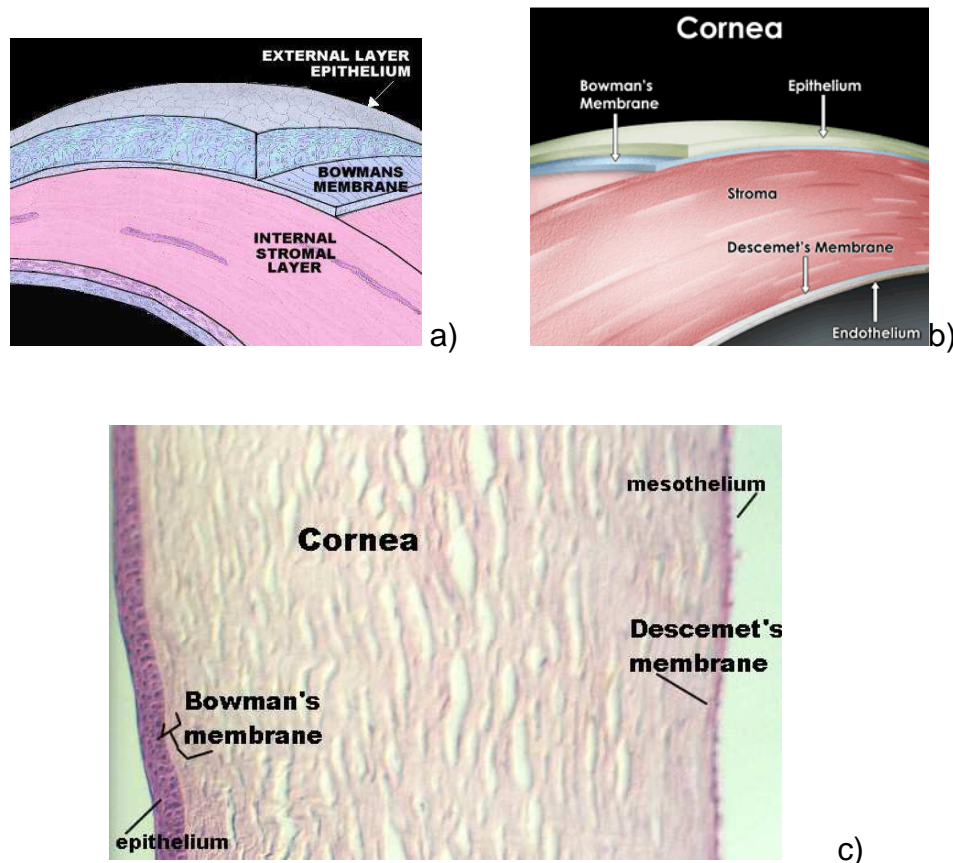 EXTERNAL LAYER
EPITHELIUM
BOWMANS
MEMBRANE
INTERNAL
STROMAL
LAYER
a)
Cornea
Bowman's
Membrane
Epithelium
Stroma
Descemet's Membrane
Endothelium
b)
mesothelium
Cornea
Descemet's
membrane
Bowman's
membrane
epithelium
c)